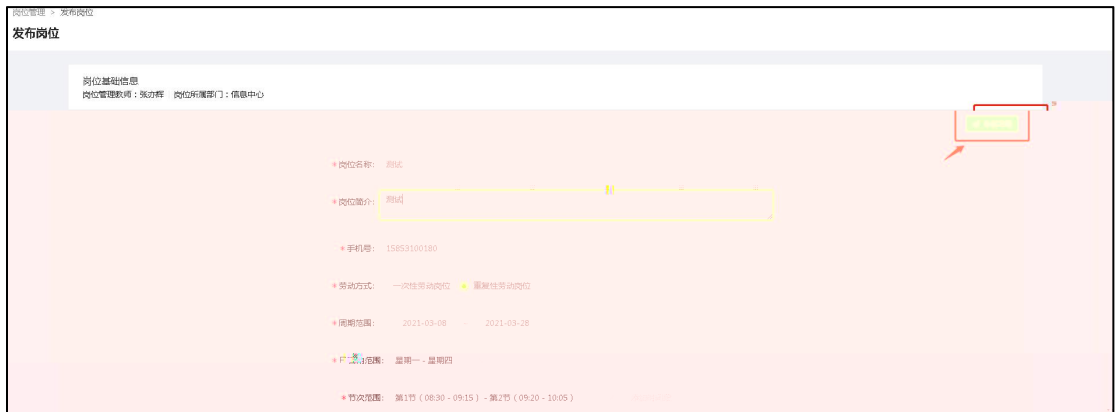 岗位管理 > 发布岗位
发布岗位
岗位基础信息
岗位管理教师：张亦辉 岗位所属部门：信息中心
*岗位名称: 测试
*岗位简介: 测试
*手机号: 15853100180
*劳动方式: 一次性劳动岗位 重复性劳动岗位
*周期范围: 2021-03-08 - 2021-03-28
范围: 星期一 - 星期四
*节次范围: 第1节 ( 08:30 - 09:15 ) - 第2节 ( 09:20 - 10:05 )